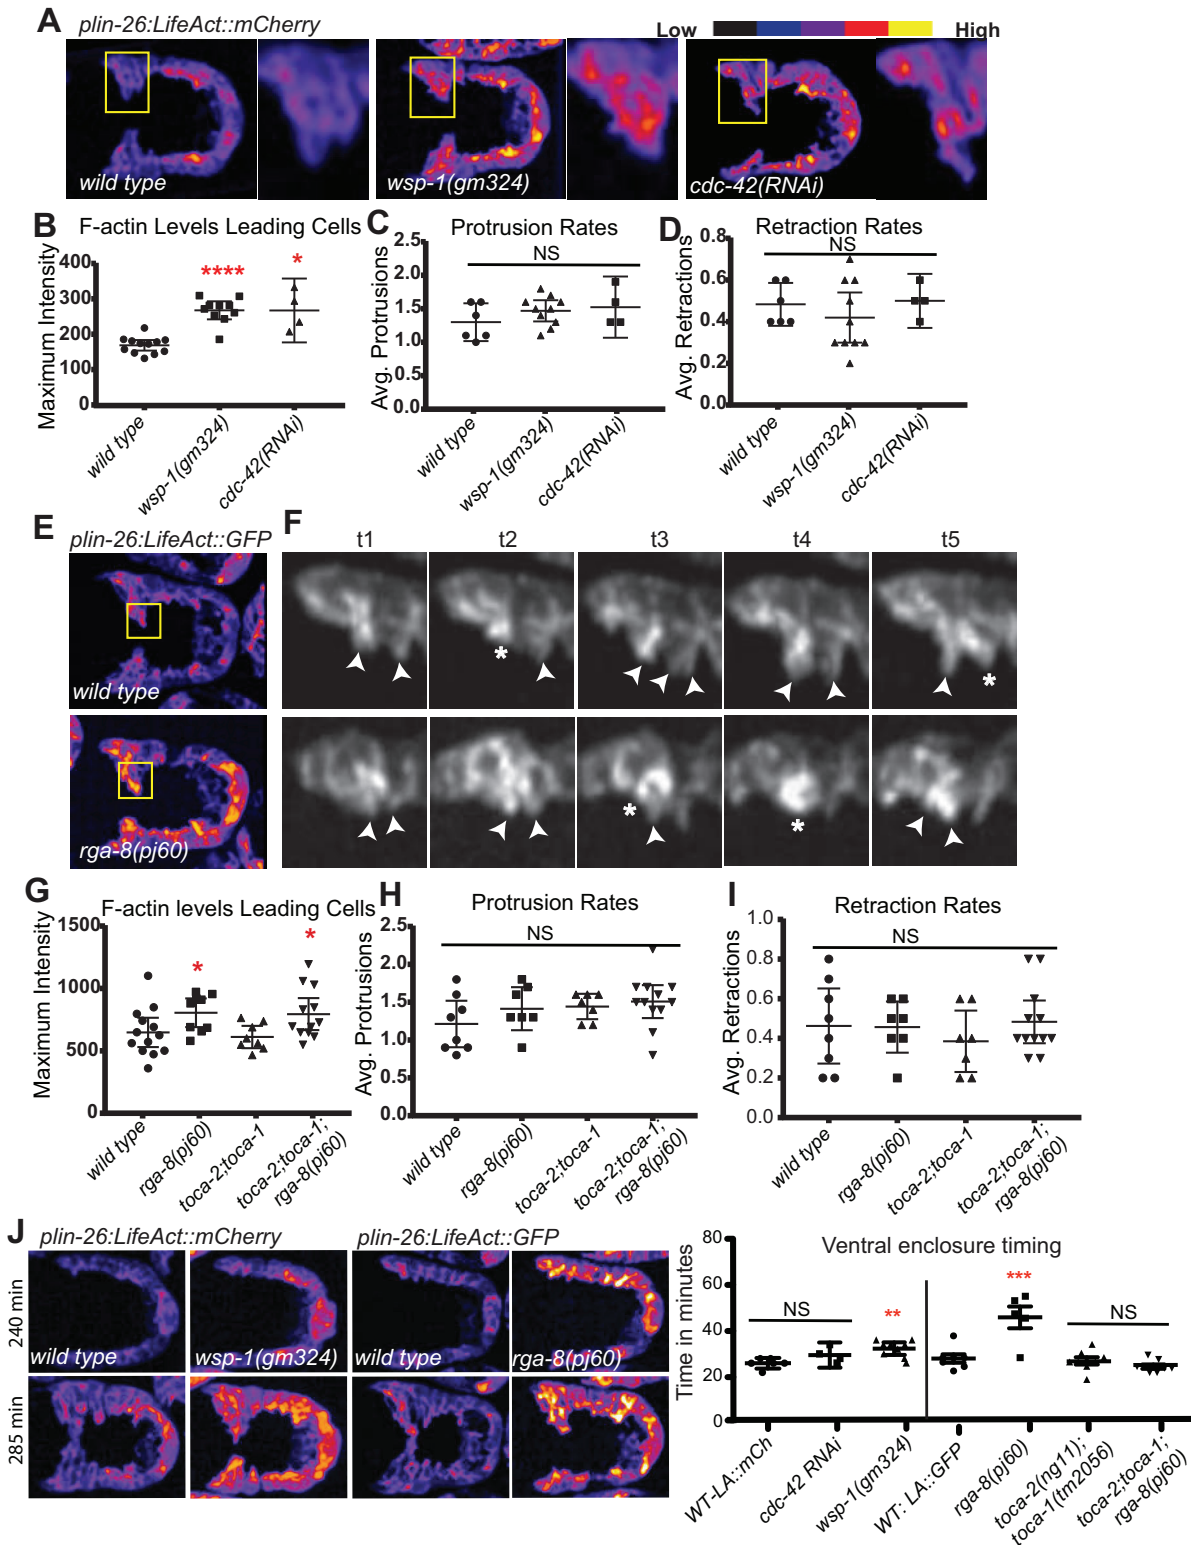 A
plin-26:LifeAct::mCherry
Low
High
wild type
wsp-1(gm324)
cdc-42(RNAi)
B
F-actin Levels Leading Cells
Maximum Intensity
400
300
200
100
0
****
*
wild type
wsp-1(gm324)
cdc-42(RNAi)
C
Protrusion Rates
Avg. Protrusions
2.5
2.0
1.5
1.0
0.5
0.0
NS
wild type
wsp-1(gm324)
cdc-42(RNAi)
D
Retraction Rates
Avg. Retractions
0.8
0.6
0.4
0.2
0.0
NS
wild type
wsp-1(gm324)
cdc-42(RNAi)
E
plin-26:LifeAct::GFP
wild type
rga-8(pj60)
F
t1
t2
t3
t4
t5
*
*
*
*
G
F-actin levels Leading Cells
Maximum Intensity
1500
1000
500
0
*
*
wild type
rga-8(pj60)
toca-2;toca-1
toca-2;toca-1;
rga-8(pj60)
H
Protrusion Rates
Avg. Protrusions
2.5
2.0
1.5
1.0
0.5
0.0
NS
wild type
rga-8(pj60)
toca-2;toca-1
toca-2;toca-1;
rga-8(pj60)
I
Retraction Rates
Avg. Retractions
1.0
0.8
0.6
0.4
0.2
0.0
NS
wild type
rga-8(pj60)
toca-2;toca-1
toca-2;toca-1;
rga-8(pj60)
J
plin-26:LifeAct::mCherry
plin-26:LifeAct::GFP
240 min
285 min
wild type
wsp-1(gm324)
wild type
rga-8(pj60)
Ventral enclosure timing
Time in minutes
80
60
40
20
0
NS
**
***
NS
WT-LA::mCh
cdc-42 RNAi
wsp-1(gm324)
WT: LA::GFP
rga-8(pj60)
toca-2(ng11);
toca-1(tm2056)
toca-2;toca-1;
rga-8(pj60)